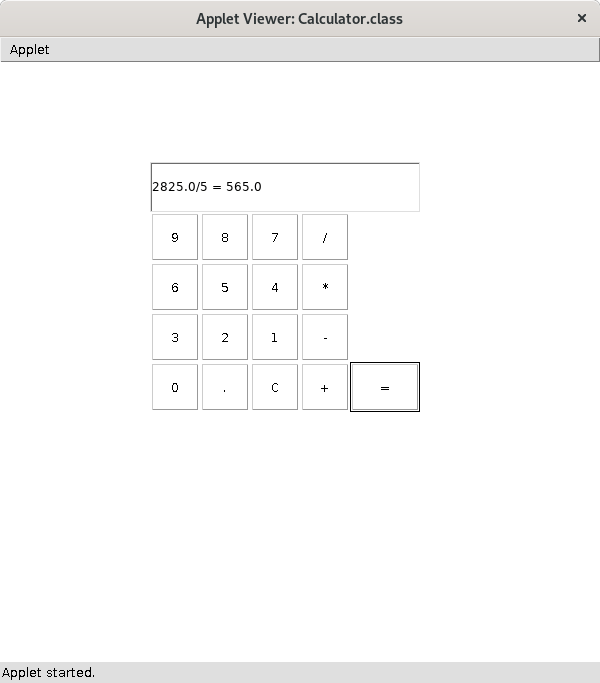 Applet Viewer: Calculator.class ×
Applet
2825.0/5 = 565.0
9 8 7 /
6 5 4 *
3 2 1 -
0 . C + =
Applet started.